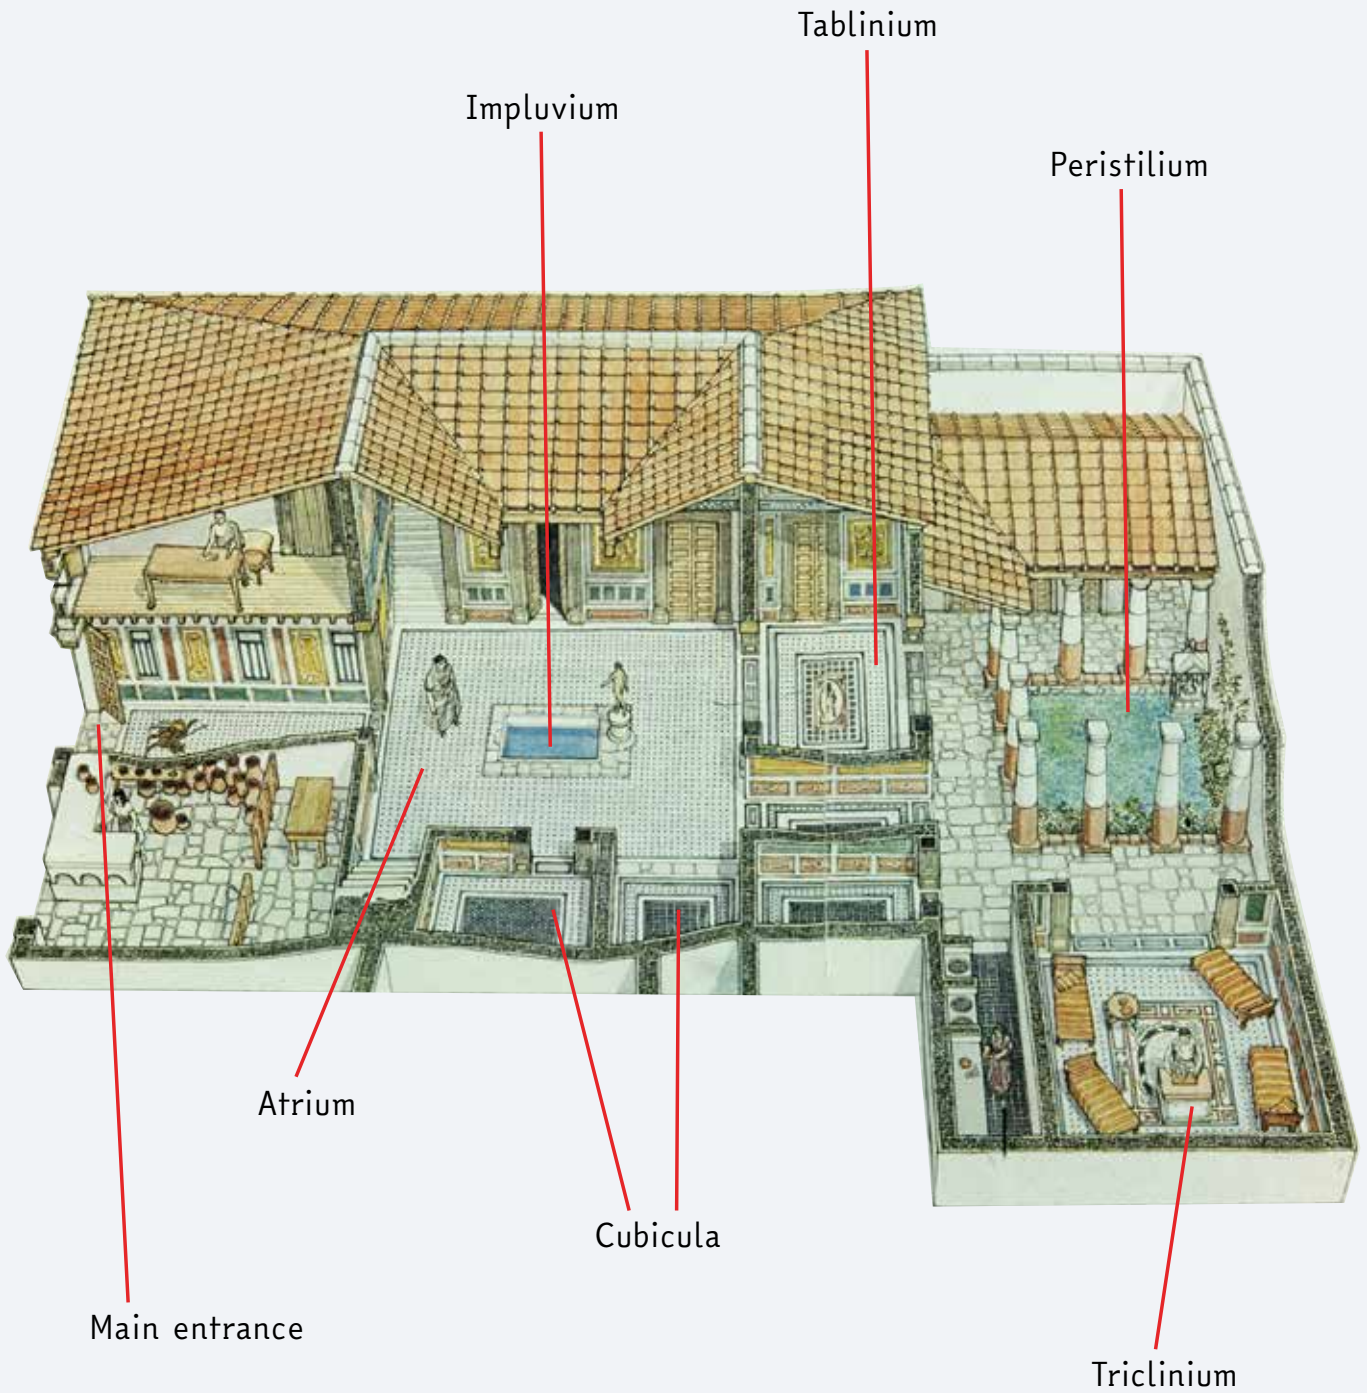 Tablinium
Impluvium
Peristilium
Atrium
Cubicula
Main entrance
Triclinium